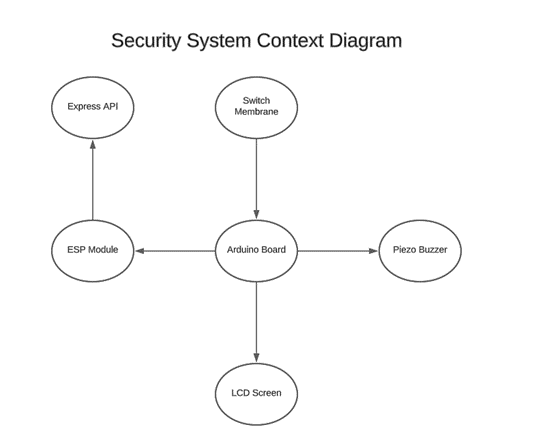 Security System Context Diagram
Express API
Switch
Membrane
ESP Module
Arduino Board
Piezo Buzzer
LCD Screen